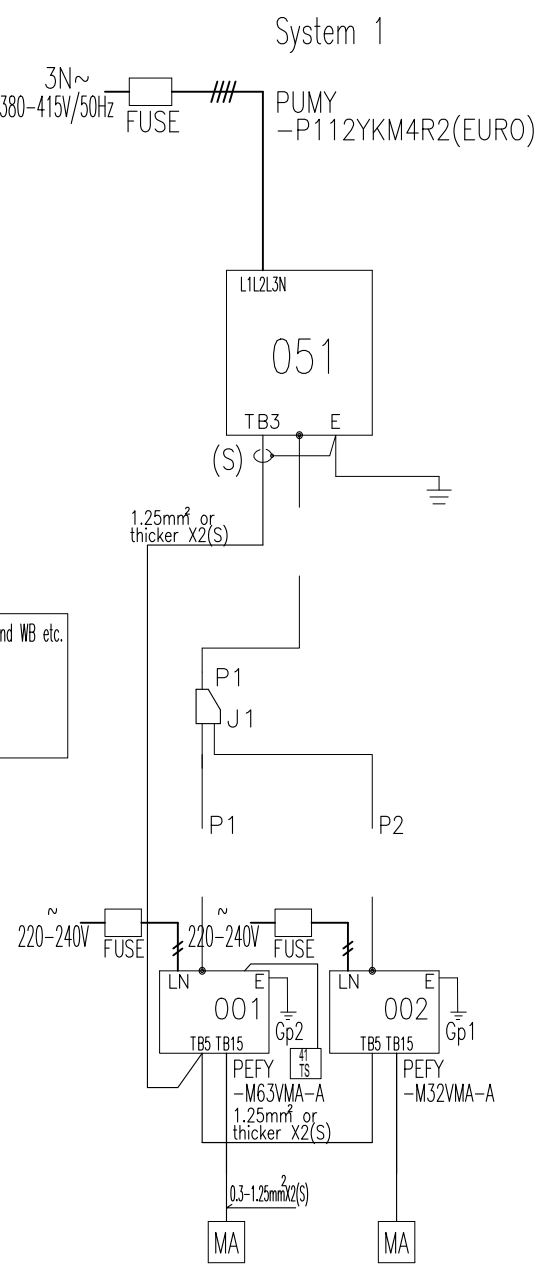 System 1
3N~
380-415V/50Hz
FUSE
PUMY
-P112YKM4R2(EURO)
L1L2L3N
051
TB3
E
(S)
1.25mm² or
thicker X2(S)
nd WB etc.
P1
J1
P1
P2
~
220-240V
FUSE
~
220-240V
FUSE
LN
E
001
Gp2
TB5 TB15
41
TS
PEFY
-M63VMA-A
LN
E
002
Gp1
TB5 TB15
PEFY
-M32VMA-A
1.25mm² or
thicker X2(S)
0.3-1.25mm²X2(S)
MA
MA